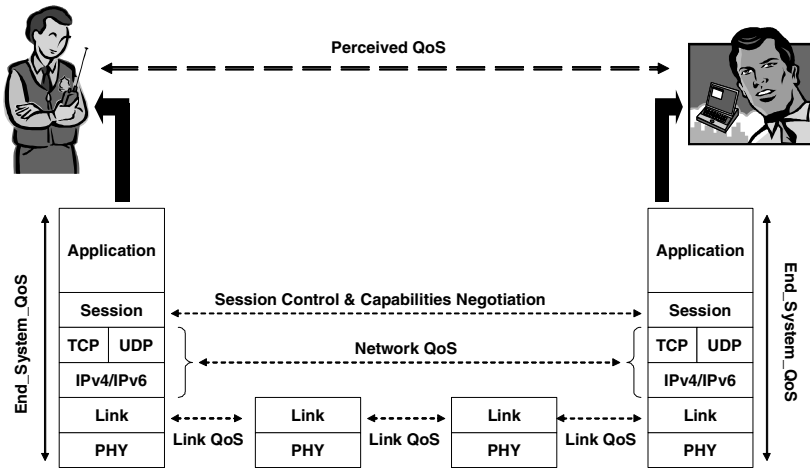 Perceived QoS
Application
Application
End_System_QoS
End_System_QoS
Session Control & Capabilities Negotiation
Session
Session
TCP UDP
Network QoS
TCP UDP
IPv4/IPv6
IPv4/IPv6
Link
Link
Link
Link
Link QoS
Link QoS
Link QoS
PHY
PHY
PHY
PHY